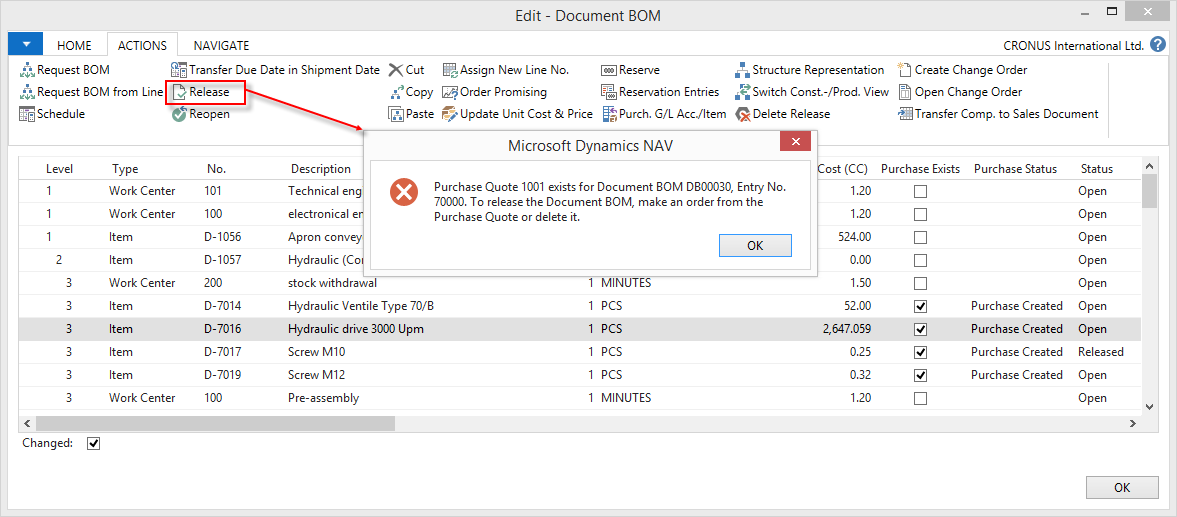 Edit - Document BOM
HOME ACTIONS NAVIGATE CRONUS International Ltd. ?
Request BOM Transfer Due Date in Shipment Date Cut Assign New Line No. Reserve Structure Representation Create Change Order
Request BOM from Line Release Copy Order Promising Reservation Entries Switch Const.-/Prod. View Open Change Order
Schedule Reopen Paste Update Unit Cost & Price Purch. G/L Acc./Item Delete Release Transfer Comp. to Sales Document
Microsoft Dynamics NAV
Purchase Quote 1001 exists for Document BOM DB00030, Entry No.
70000. To release the Document BOM, make an order from the
Purchase Quote or delete it.
OK
Level Type No. Description Cost (CC) Purchase Exists Purchase Status Status
1 Work Center 101 Technical eng 1.20 Open
1 Work Center 100 electronical en 1.20 Open
1 Item D-1056 Apron convey 524.00 Open
2 Item D-1057 Hydraulic (Co 0.00 Open
3 Work Center 200 stock withdrawal 1 MINUTES 1.50 Open
3 Item D-7014 Hydraulic Ventile Type 70/B 1 PCS 52.00 Purchase Created Open
3 Item D-7016 Hydraulic drive 3000 Upm 1 PCS 2,647.059 Purchase Created Open
3 Item D-7017 Screw M10 1 PCS 0.25 Purchase Created Released
3 Item D-7019 Screw M12 1 PCS 0.32 Purchase Created Open
3 Work Center 100 Pre-assembly 1 MINUTES 1.20 Open
Changed:
OK